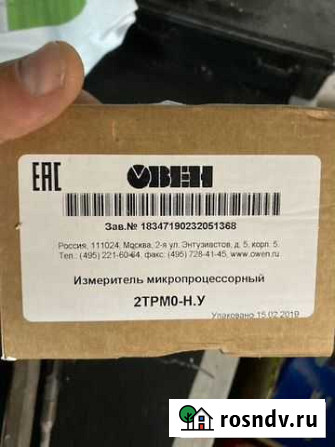 EAC
ОВЕН
Зав.№ 18347190232051368
Россия, 111024, Москва, 2-я ул. Энтузиастов, д. 5, корп. 5.
Тел.: (495) 221-60-64, факс: (495) 728-41-45, www.owen.ru
Измеритель микропроцессорный
2ТРМ0-Н.У
Упаковано 15.02.2019
rosndv.ru